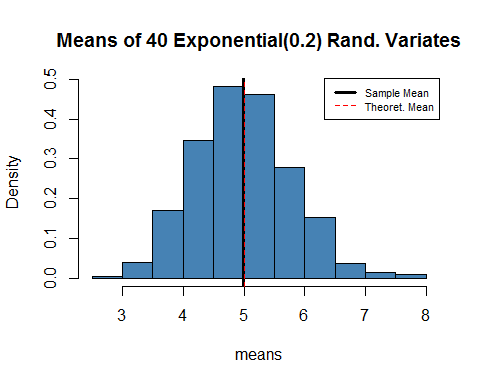 Means of 40 Exponential(0.2) Rand. Variates
Sample Mean
Theoret. Mean
Density
0.5
0.4
0.3
0.2
0.1
0.0
3 4 5 6 7 8
means